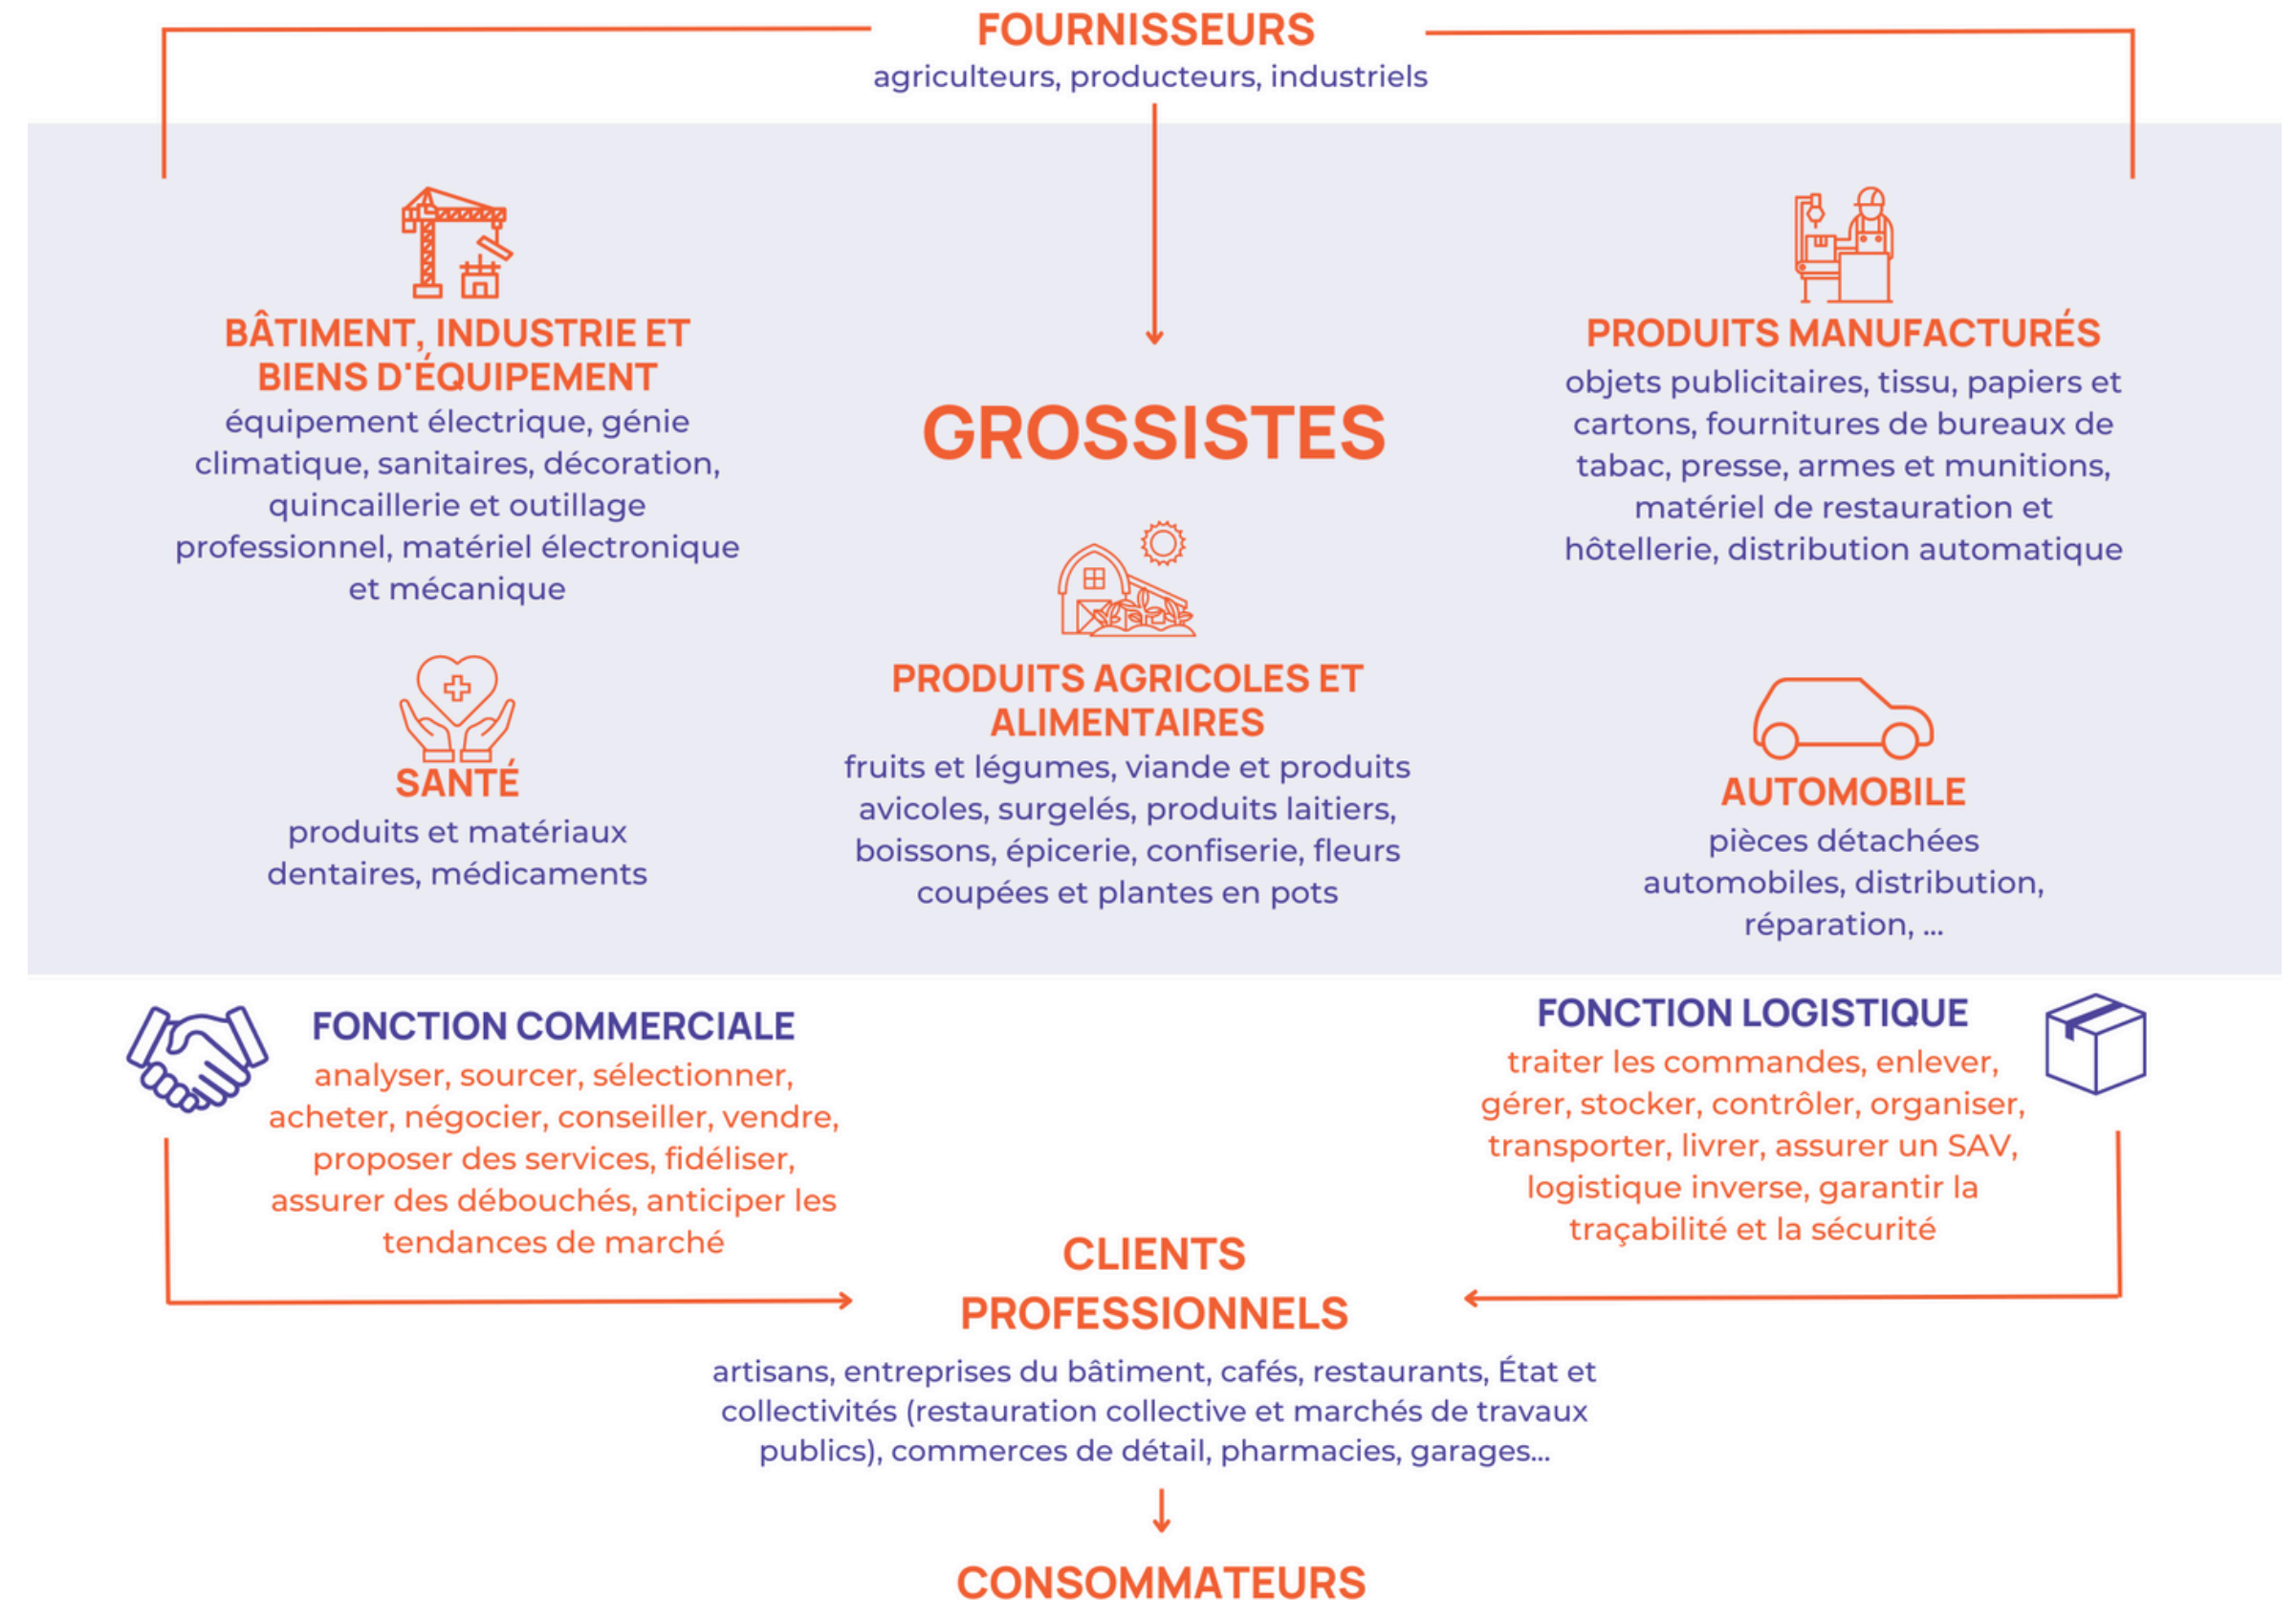 FOURNISSEURS
agriculteurs, producteurs, industriels
BÂTIMENT, INDUSTRIE ET
BIENS D'ÉQUIPEMENT
équipement électrique, génie
climatique, sanitaires, décoration,
quincaillerie et outillage
professionnel, matériel électronique
et mécanique
GROSSISTES
PRODUITS MANUFACTURÉS
objets publicitaires, tissu, papiers et
cartons, fournitures de bureaux de
tabac, presse, armes et munitions,
matériel de restauration et
hôtellerie, distribution automatique
SANTÉ
produits et matériaux
dentaires, médicaments
PRODUITS AGRICOLES ET
ALIMENTAIRES
fruits et légumes, viande et produits
avicoles, surgelés, produits laitiers,
boissons, épicerie, confiserie, fleurs
coupées et plantes en pots
AUTOMOBILE
pièces détachées
automobiles, distribution,
réparation, ...
FONCTION COMMERCIALE
analyser, sourcer, sélectionner,
acheter, négocier, conseiller, vendre,
proposer des services, fidéliser,
assurer des débouchés, anticiper les
tendances de marché
FONCTION LOGISTIQUE
traiter les commandes, enlever,
gérer, stocker, contrôler, organiser,
transporter, livrer, assurer un SAV,
logistique inverse, garantir la
traçabilité et la sécurité
CLIENTS
PROFESSIONNELS
artisans, entreprises du bâtiment, cafés, restaurants, État et
collectivités (restauration collective et marchés de travaux
publics), commerces de détail, pharmacies, garages...
CONSOMMATEURS